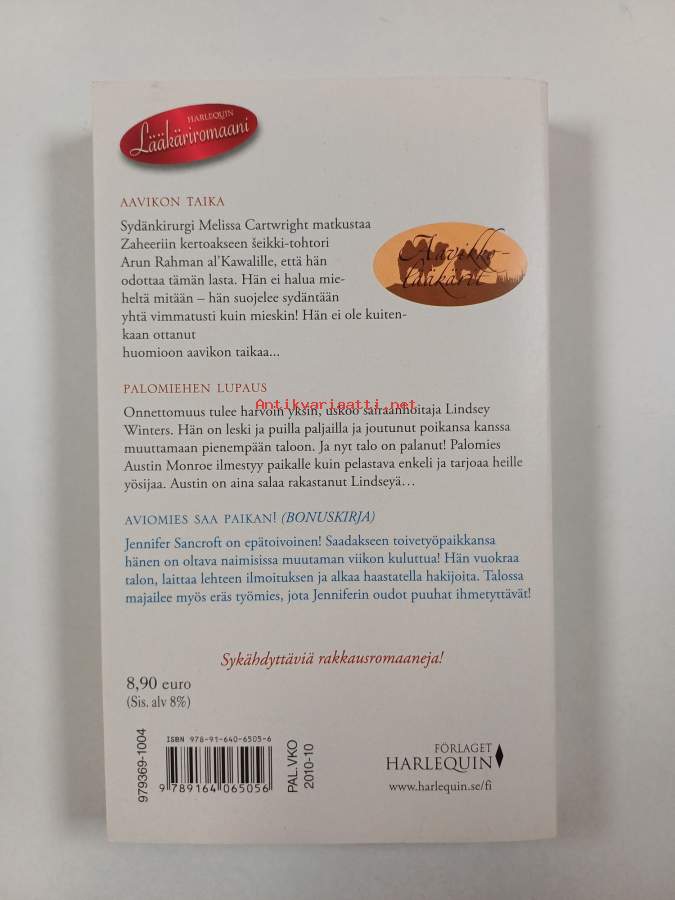 HARLEQUIN
Lääkäriromaani
AAVIKON TAIKA
Sydänkirurgi Melissa Cartwright matkustaa
Zaheeriin kertoakseen šeikki-tohtori
Arun Rahman al'Kawalille, että hän
odottaa tämän lasta. Hän ei halua mie-
heltä mitään – hän suojelee sydäntään
yhtä vimmatusti kuin mieskin! Hän ei ole kuiten-
kaan ottanut
huomioon aavikon taikaa...
Aavikko-
lääkärit
PALOMIEHEN LUPAUS
Antikvariaatti.net
Onnettomuus tulee harvoin yksin, uskoo sairaanhoitaja Lindsey
Winters. Hän on leski ja puilla paljailla ja joutunut poikansa kanssa
muuttamaan pienempään taloon. Ja nyt talo on palanut! Palomies
Austin Monroe ilmestyy paikalle kuin pelastava enkeli ja tarjoaa heille
yösijaa. Austin on aina salaa rakastanut Lindseyä…
AVIOMIES SAA PAIKAN! (BONUSKIRJA)
Jennifer Sancroft on epätoivoinen! Saadakseen toivetyöpaikkansa
hänen on oltava naimisissa muutaman viikon kuluttua! Hän vuokraa
talon, laittaa lehteen ilmoituksen ja alkaa haastatella hakijoita. Talossa
majailee myös eräs työmies, jota Jenniferin oudot puuhat ihmetyttävät!
Sykähdyttäviä rakkausromaaneja!
8,90 euro
(Sis. alv 8%)
979369-1004
ISBN 978-91-640-6505-6
9 789164 065056
PAL.VKO
2010-10
FÖRLAGET
HARLEQUIN
www.harlequin.se/fi